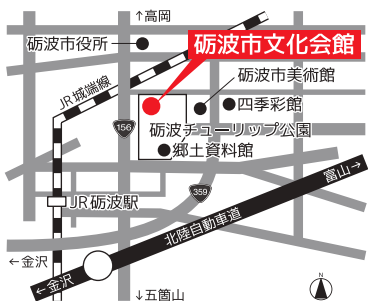 ↑高岡
砺波市役所
砺波市文化会館
JR城端線
砺波市美術館
四季彩館
156
砺波チューリップ公園
郷土資料館
359
富山→
JR砺波駅
北陸自動車道
←金沢
←金沢
↓五箇山
N